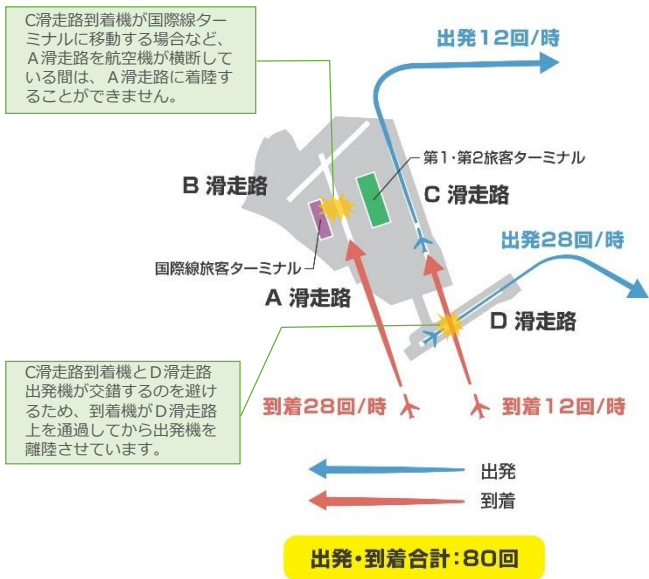 C滑走路到着機が国際線ター
ミナルに移動する場合など、
A滑走路を航空機が横断して
いる間は、A滑走路に着陸す
ることができません。
出発12回/時
第1・第2旅客ターミナル
B 滑走路
C 滑走路
出発28回/時
国際線旅客ターミナル
A 滑走路
D 滑走路
C滑走路到着機とD滑走路
出発機が交錯するのを避け
るため、到着機がD滑走路
上を通過してから出発機を
離陸させています。
到着28回/時
到着12回/時
出発
到着
出発・到着合計:80回